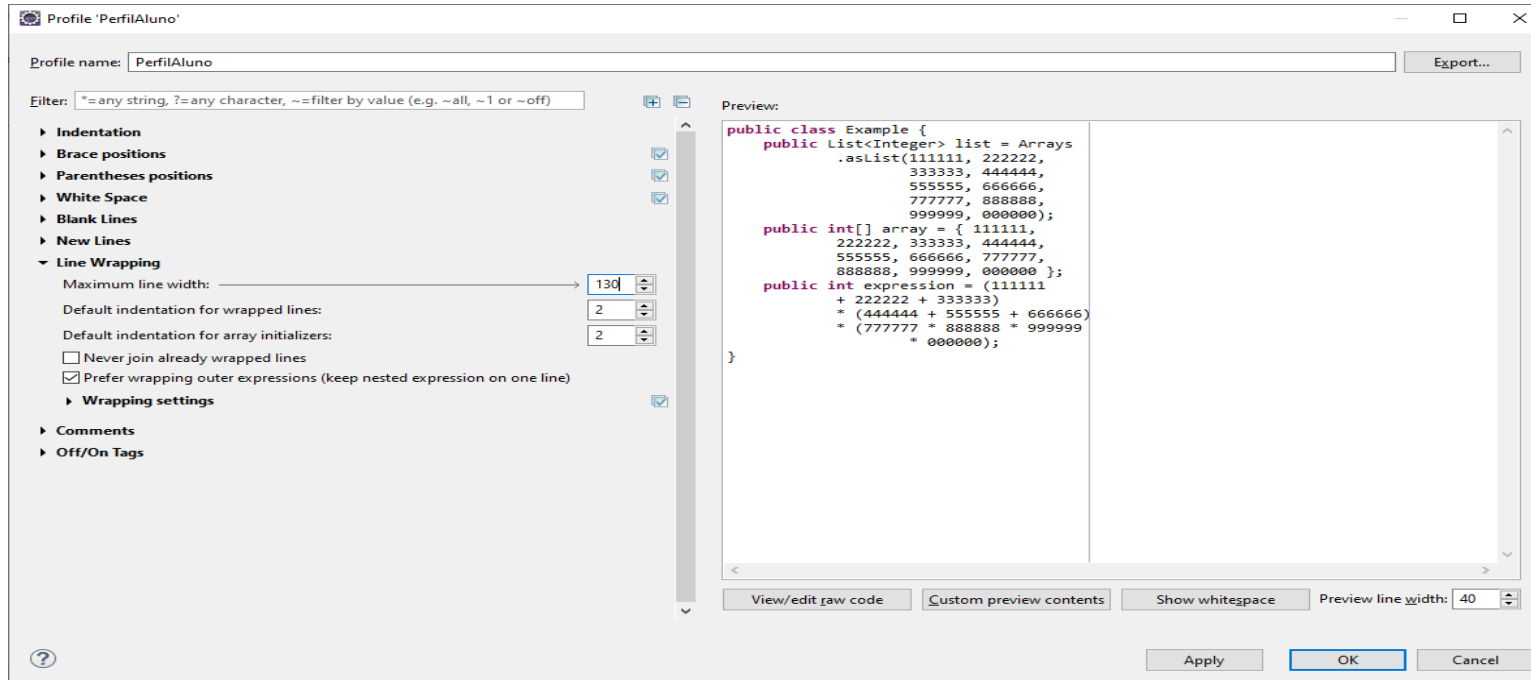 Profile 'PerfilAluno'
Profile name: PerfilAluno Export...
Filter: *=any string, ?=any character, ~=filter by value (e.g. ~all, ~1 or ~off)
Indentation
Brace positions
Parentheses positions
White Space
Blank Lines
New Lines
Line Wrapping
Maximum line width: 130
Default indentation for wrapped lines: 2
Default indentation for array initializers: 2
Never join already wrapped lines
Prefer wrapping outer expressions (keep nested expression on one line)
Wrapping settings
Comments
Off/On Tags
Preview:
public class Example {
    public List<Integer> list = Arrays
            .asList(111111, 222222,
                    333333, 444444,
                    555555, 666666,
                    777777, 888888,
                    999999, 000000);
    public int[] array = { 111111,
            222222, 333333, 444444,
            555555, 666666, 777777,
            888888, 999999, 000000 };
    public int expression = (111111
            + 222222 + 333333)
            * (444444 + 555555 + 666666)
            * (777777 * 888888 * 999999
                    * 000000);
}
View/edit raw code Custom preview contents Show whitespace Preview line width: 40
? Apply OK Cancel